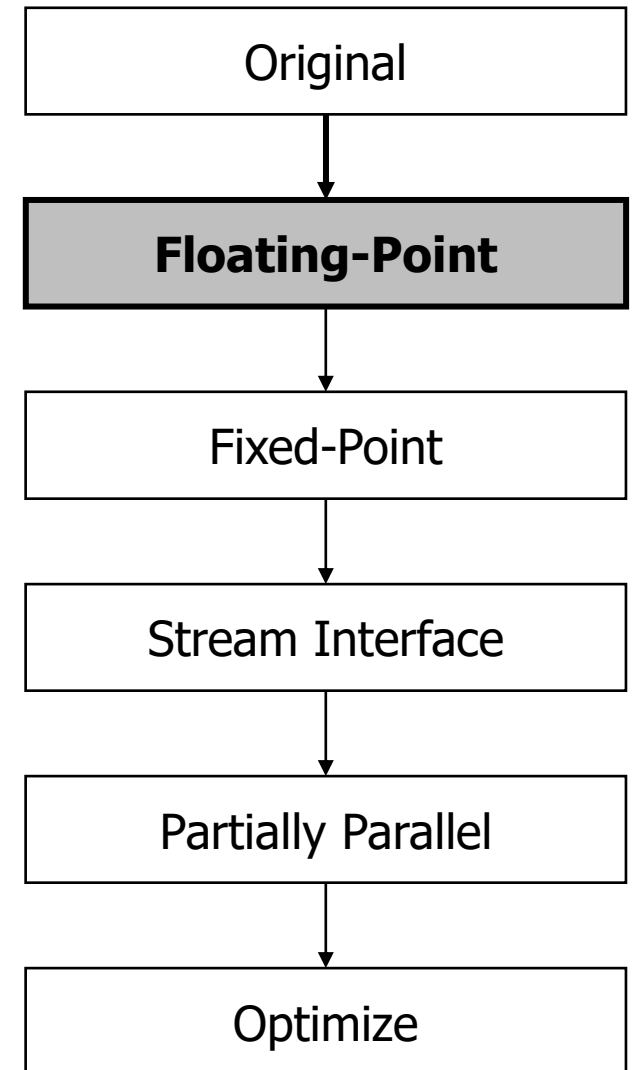 Original
Floating-Point
Fixed-Point
Stream Interface
Partially Parallel
Optimize